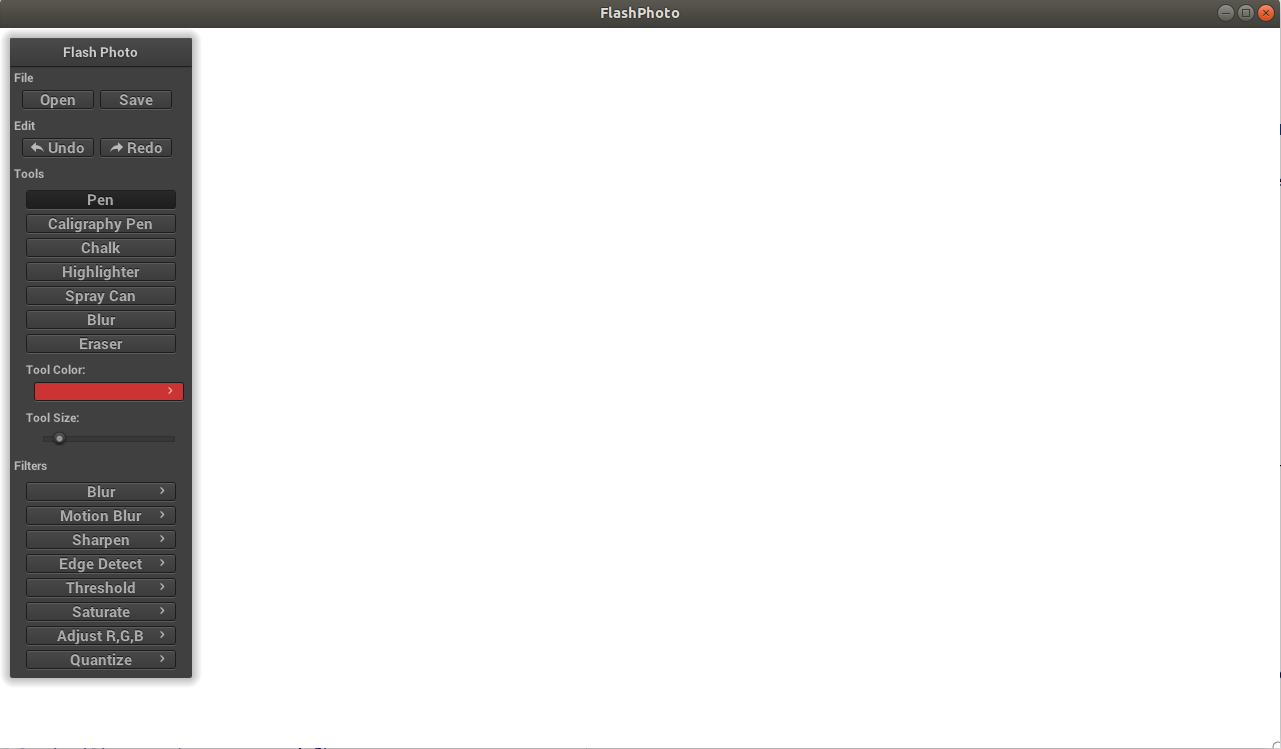 FlashPhoto
Flash Photo
File
Open Save
Edit
Undo Redo
Tools
Pen
Caligraphy Pen
Chalk
Highlighter
Spray Can
Blur
Eraser
Tool Color:
Tool Size:
Filters
Blur
Motion Blur
Sharpen
Edge Detect
Threshold
Saturate
Adjust R,G,B
Quantize